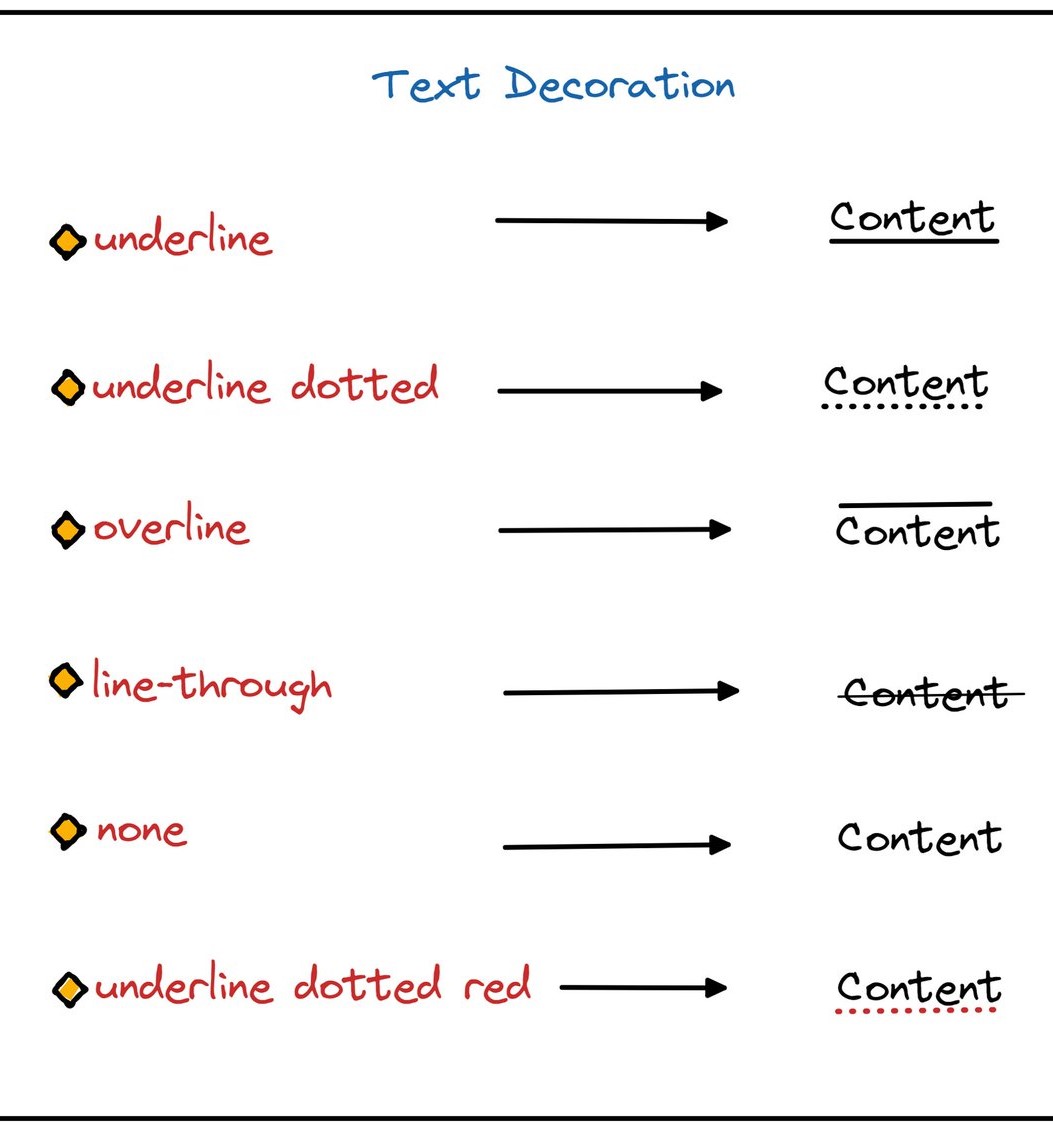 Text Decoration
underline Content
underline dotted Content
overline Content
line-through Content
none Content
underline dotted red Content